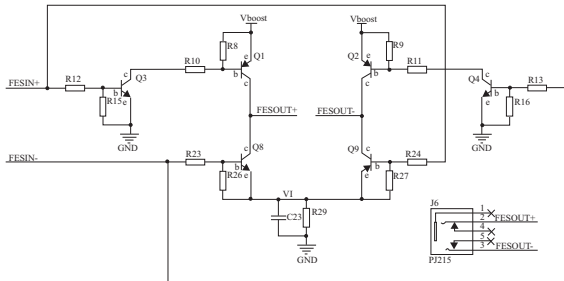 Vboost
Vboost
R8
e
Q1
Q2
e
R9
R10
b
c
b
c
R11
FESIN+
R12
c
Q3
b
e
R15
GND
Q4
c
b
e
R13
R16
GND
FESOUT+
FESOUT-
FESIN-
R23
c
Q8
b
e
R26
Q9
c
b
e
R24
R27
VI
C23
R29
GND
J6
1
2
FESOUT+
4
5
3
FESOUT-
PJ215